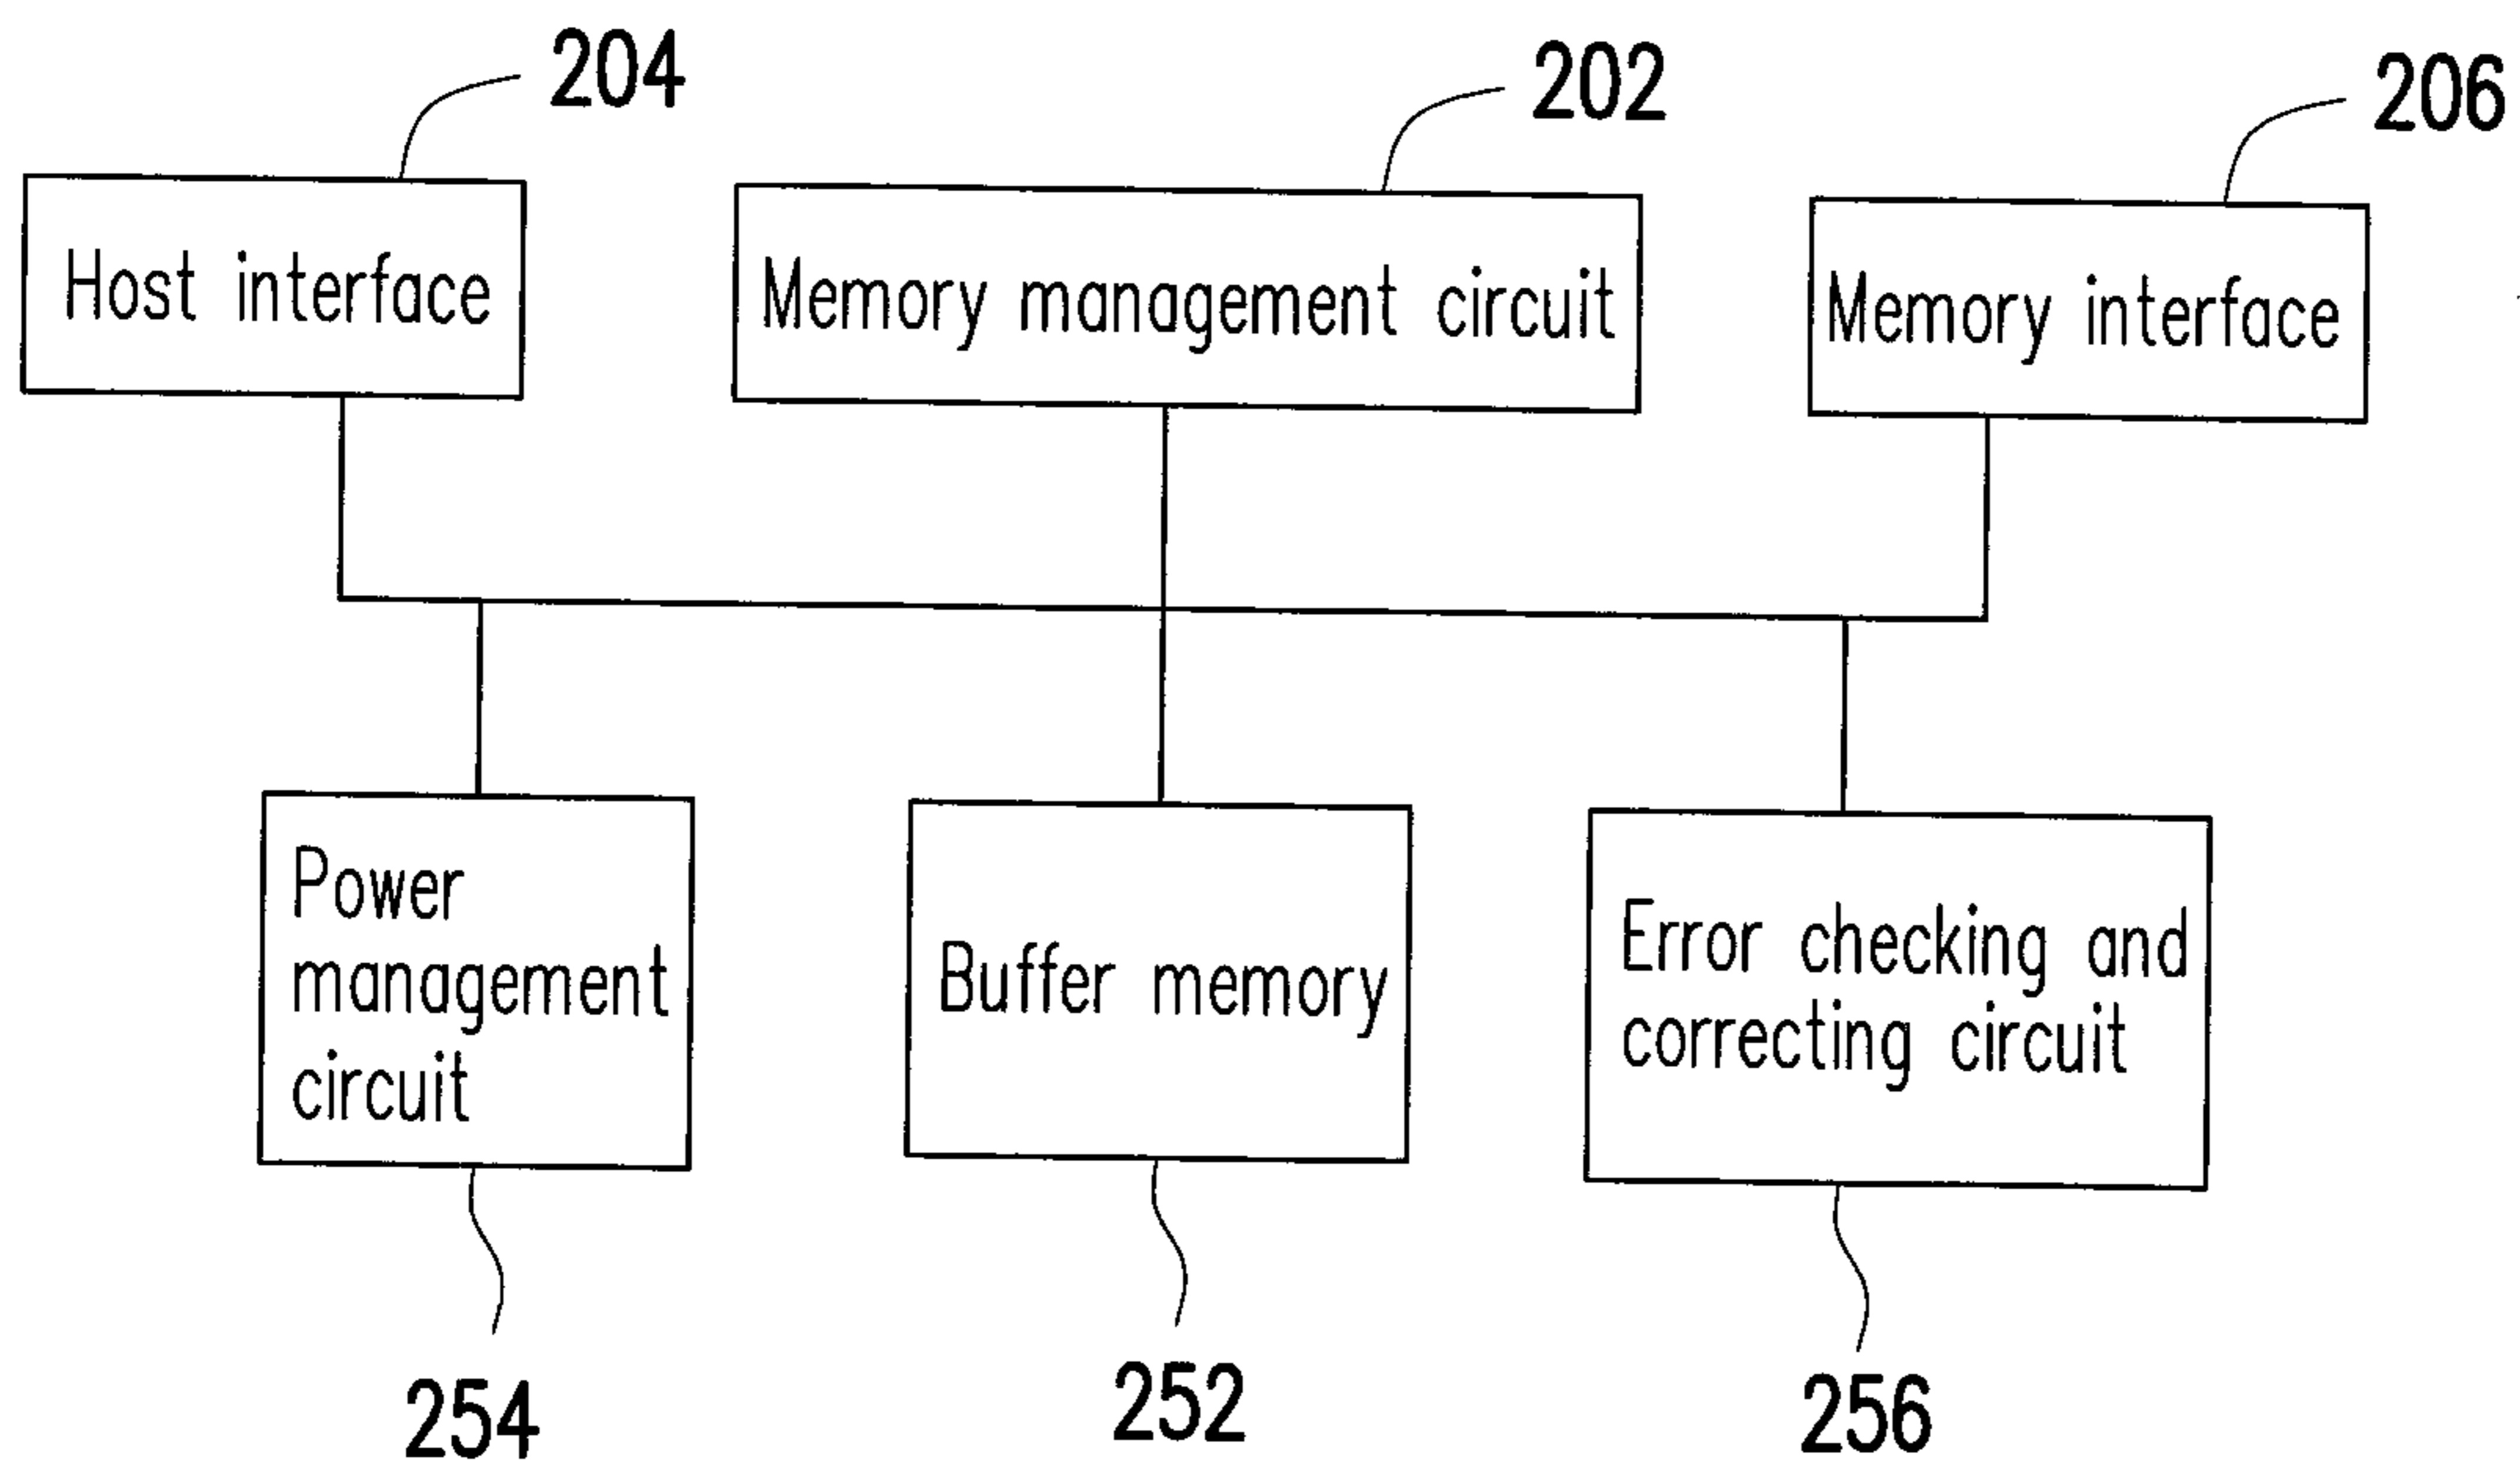 204
202
206
Host interface
Memory management circuit
Memory interface
Power
management
circuit
Buffer memory
Error checking and
correcting circuit
254
252
256